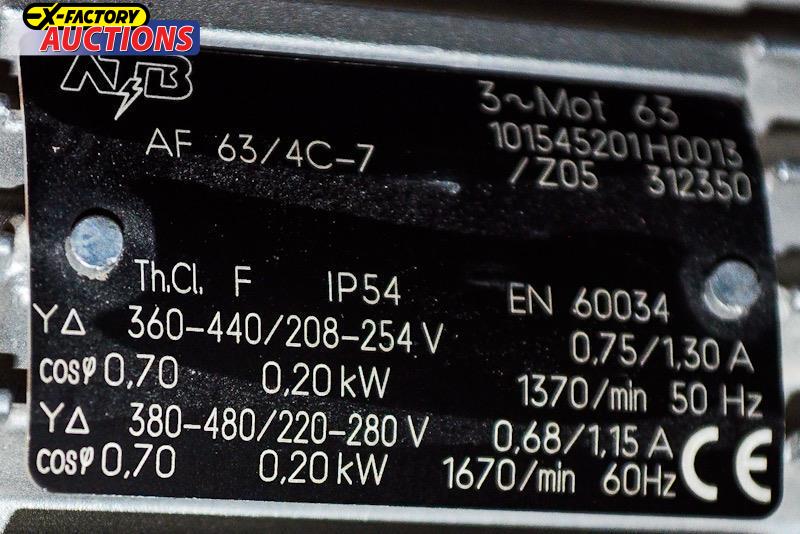 X-FACTORY
AUCTIONS
ATB
3~Mot 63
AF 63/4C-7
101545201H0013
/Z05 312350
Th.Cl. F IP54 EN 60034
Y∆ 360-440/208-254 V 0,75/1,30 A
cosφ 0,70 0,20 kW 1370/min 50 Hz
Y∆ 380-480/220-280 V 0,68/1,15 A
cosφ 0,70 0,20 kW 1670/min 60Hz
CE